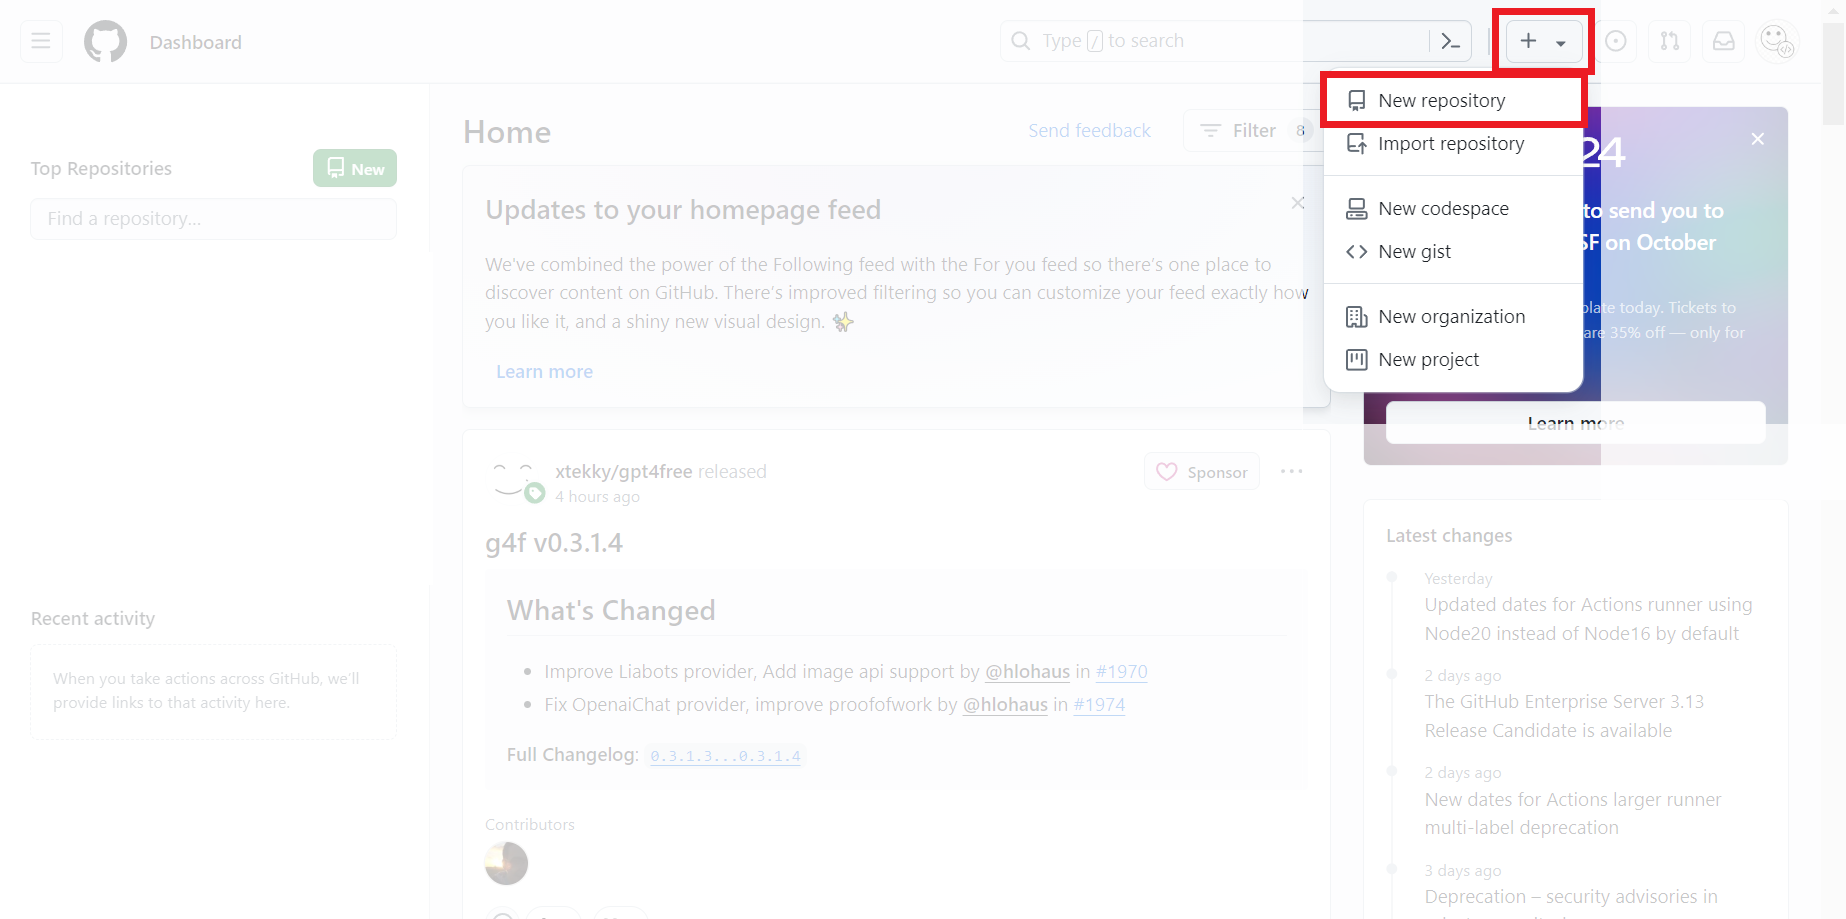 Dashboard
Type / to search
New repository
Import repository
New codespace
New gist
New organization
New project
Top Repositories
New
Find a repository...
Home
Send feedback
Filter 8
Updates to your homepage feed
We've combined the power of the Following feed with the For you feed so there's one place to
discover content on GitHub. There's improved filtering so you can customize your feed exactly how
you like it, and a shiny new visual design. ✨
Learn more
24
to send you to
SF on October
plate today. Tickets to
are 35% off — only for
Learn more
xtekky/gpt4free released
4 hours ago
Sponsor
g4f v0.3.1.4
What's Changed
• Improve Liabots provider, Add image api support by @hlohaus in #1970
• Fix OpenaiChat provider, improve proofofwork by @hlohaus in #1974
Full Changelog: 0.3.1.3...0.3.1.4
Contributors
Recent activity
When you take actions across GitHub, we'll
provide links to that activity here.
Latest changes
Yesterday
Updated dates for Actions runner using
Node20 instead of Node16 by default
2 days ago
The GitHub Enterprise Server 3.13
Release Candidate is available
2 days ago
New dates for Actions larger runner
multi-label deprecation
3 days ago
Deprecation – security advisories in